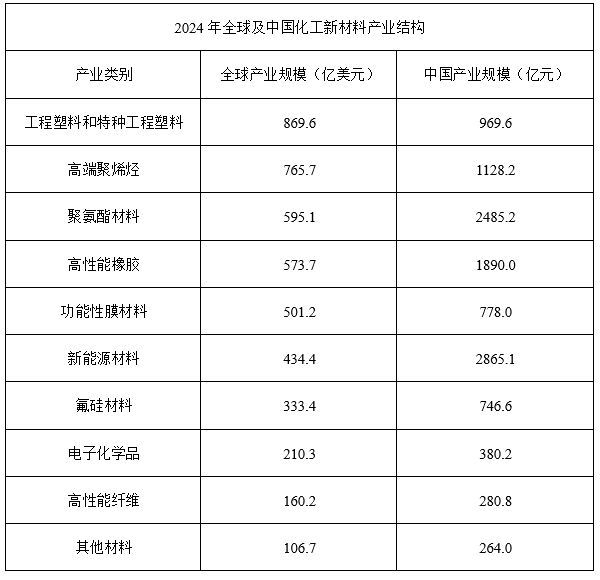 2024 年全球及中国化工新材料产业结构
产业类别 全球产业规模（亿美元） 中国产业规模（亿元）
工程塑料和特种工程塑料 869.6 969.6
高端聚烯烃 765.7 1128.2
聚氨酯材料 595.1 2485.2
高性能橡胶 573.7 1890.0
功能性膜材料 501.2 778.0
新能源材料 434.4 2865.1
氟硅材料 333.4 746.6
电子化学品 210.3 380.2
高性能纤维 160.2 280.8
其他材料 106.7 264.0